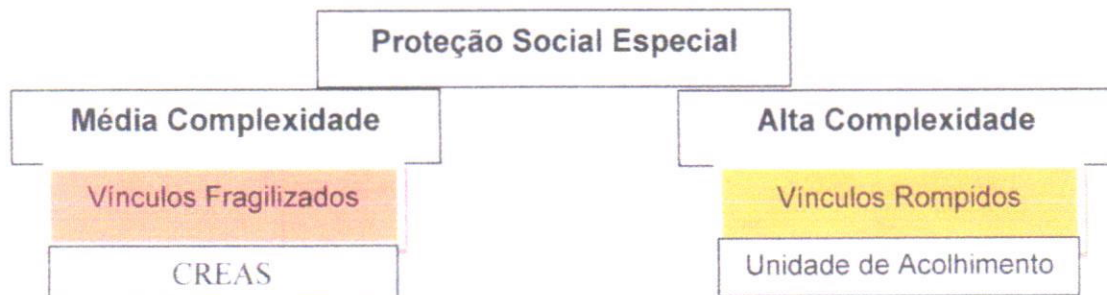 Proteção Social Especial
Média Complexidade
Alta Complexidade
Vínculos Fragilizados
Vínculos Rompidos
CREAS
Unidade de Acolhimento